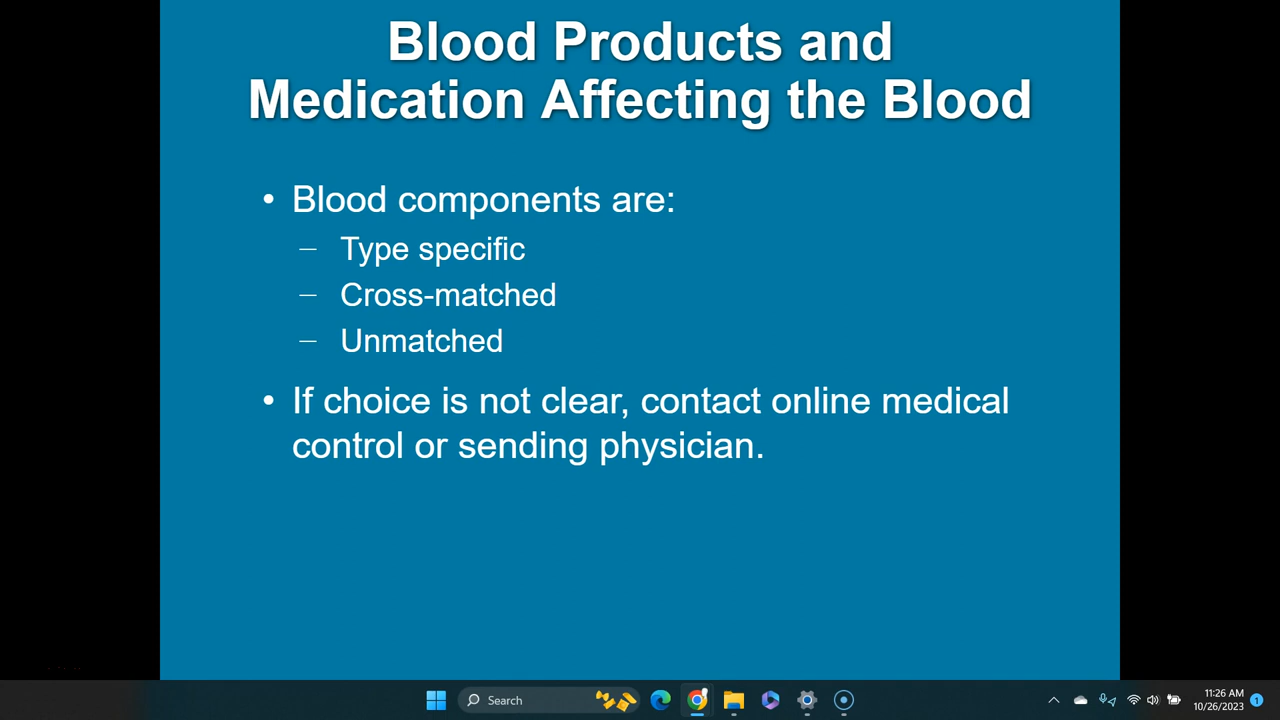 Blood Products and
Medication Affecting the Blood
• Blood components are:
– Type specific
– Cross-matched
– Unmatched
• If choice is not clear, contact online medical
control or sending physician.
Search
11:26 AM
10/26/2023
1